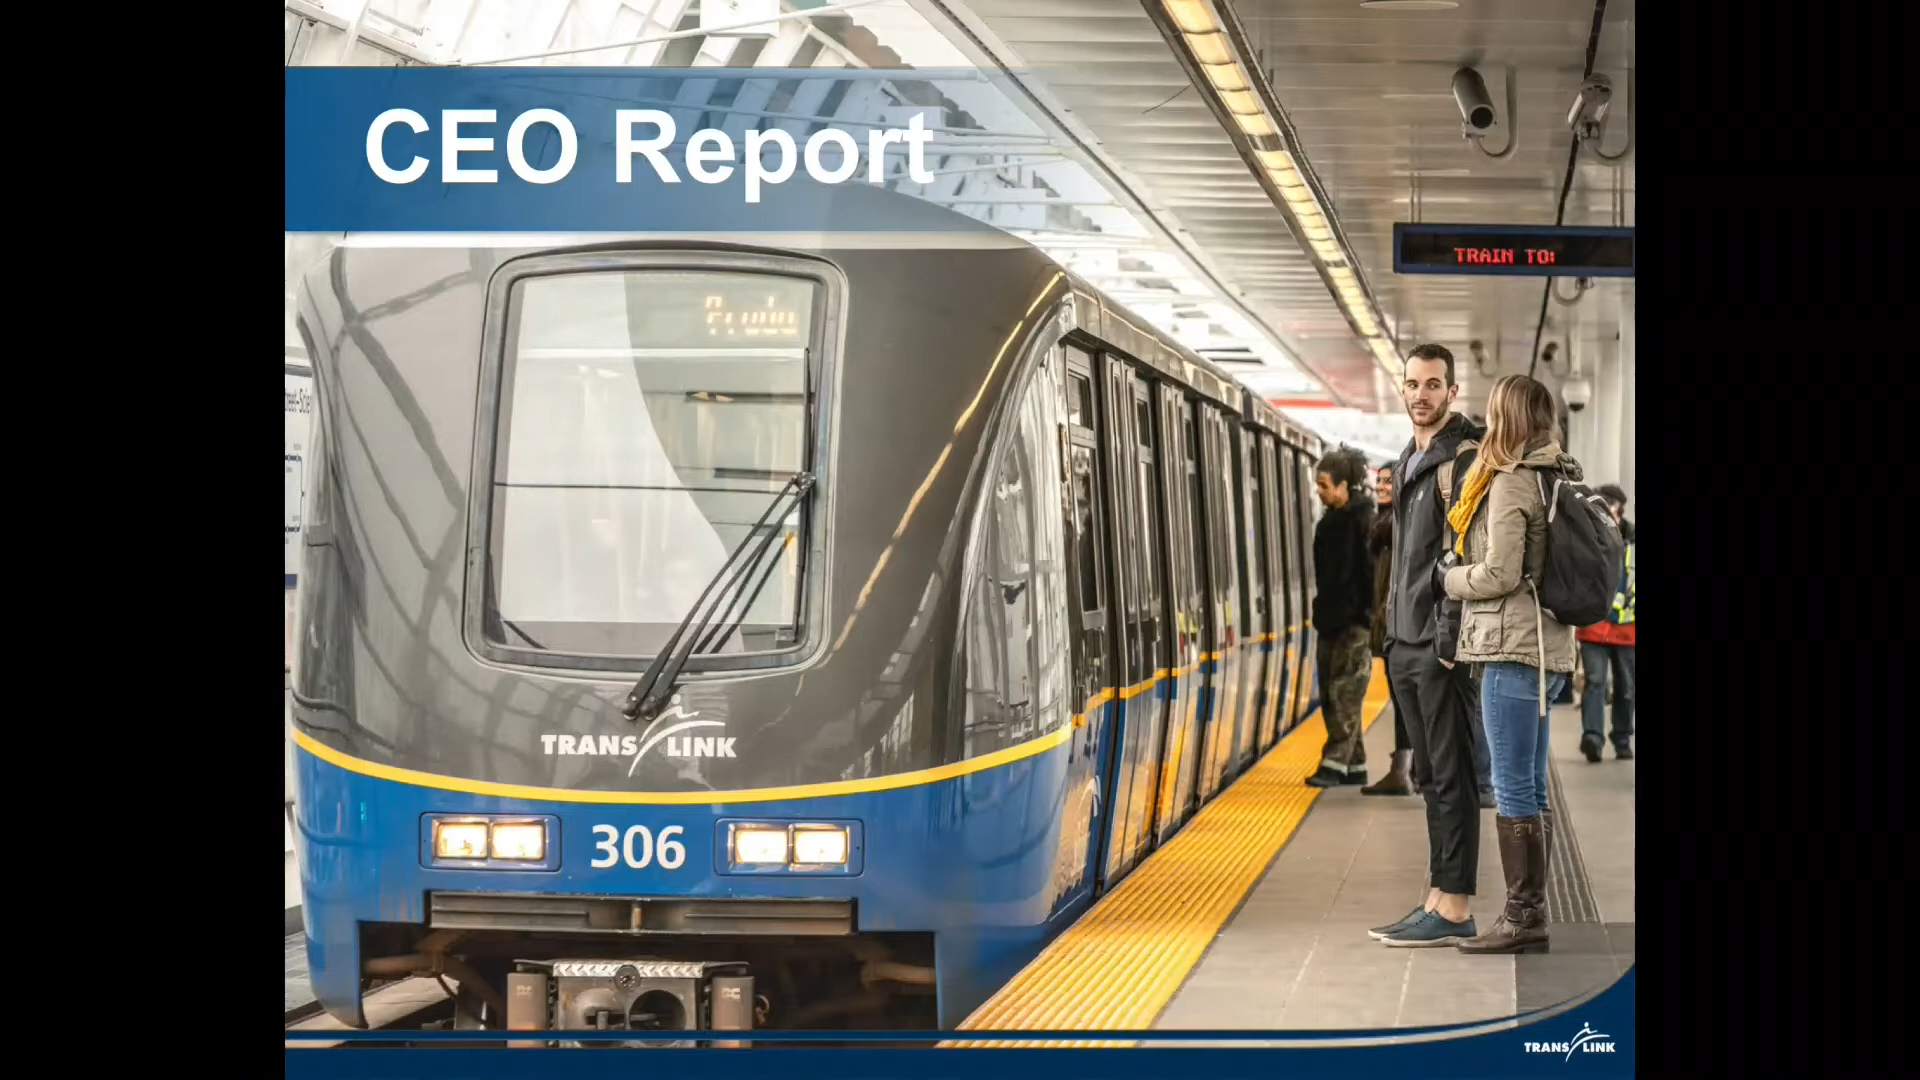 CEO Report
TRAIN TO:
TRANS LINK
306
TRANS LINK